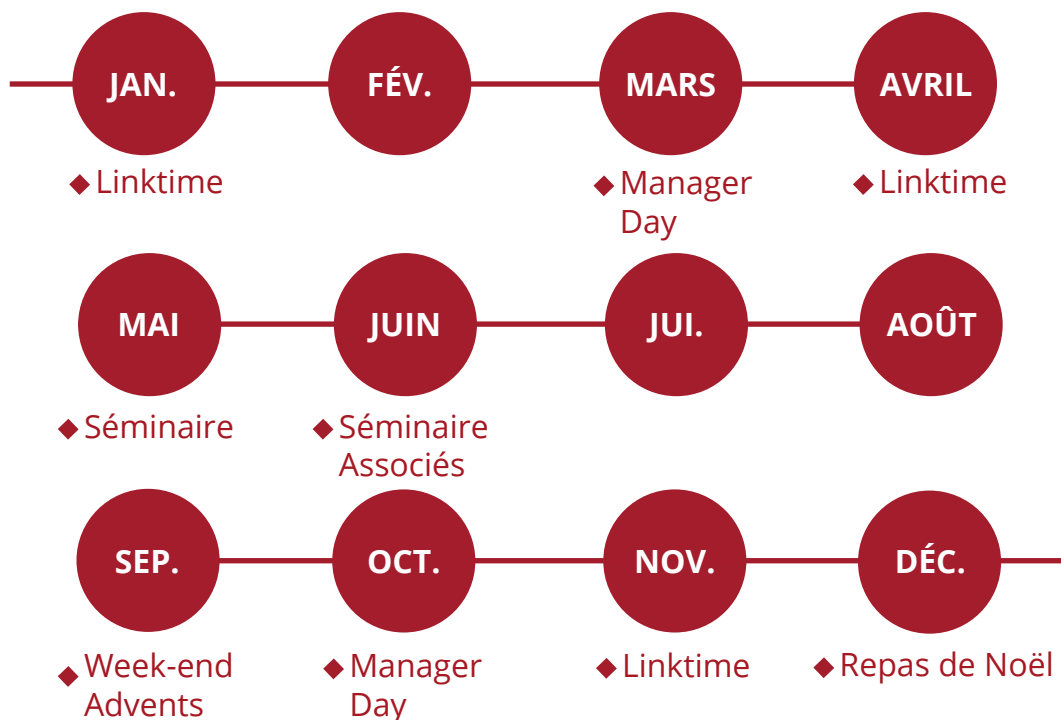 JAN.
FÉV.
MARS
AVRIL
Linktime
Manager
Day
Linktime
MAI
JUIN
JUI.
AOÛT
Séminaire
Séminaire
Associés
SEP.
OCT.
NOV.
DÉC.
Week-end
Advents
Manager
Day
Linktime
Repas de Noël